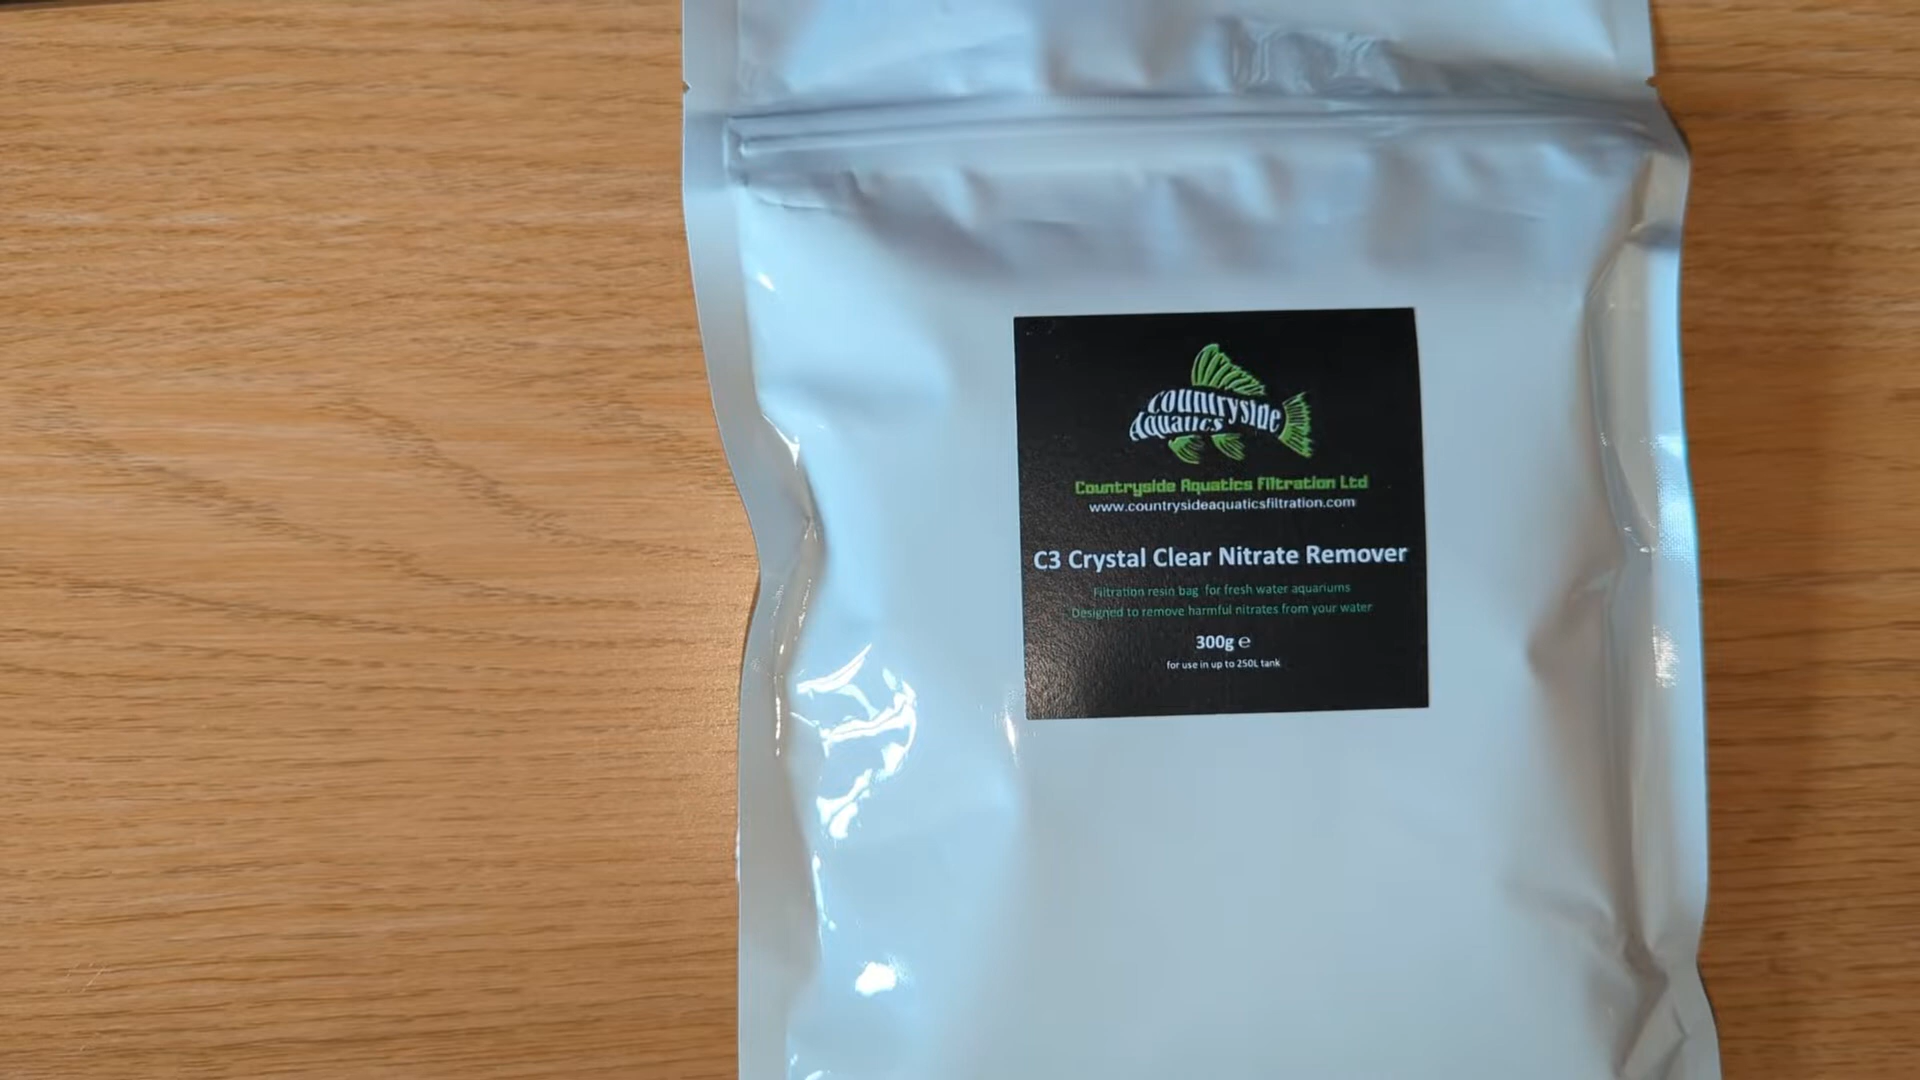 Countryside
Aquatics
Countryside Aquatics Filtration Ltd
www.countrysideaquaticsfiltration.com
C3 Crystal Clear Nitrate Remover
Filtration resin bag for fresh water aquariums
Designed to remove harmful nitrates from your water
300g ℮
for use in up to 250L tank